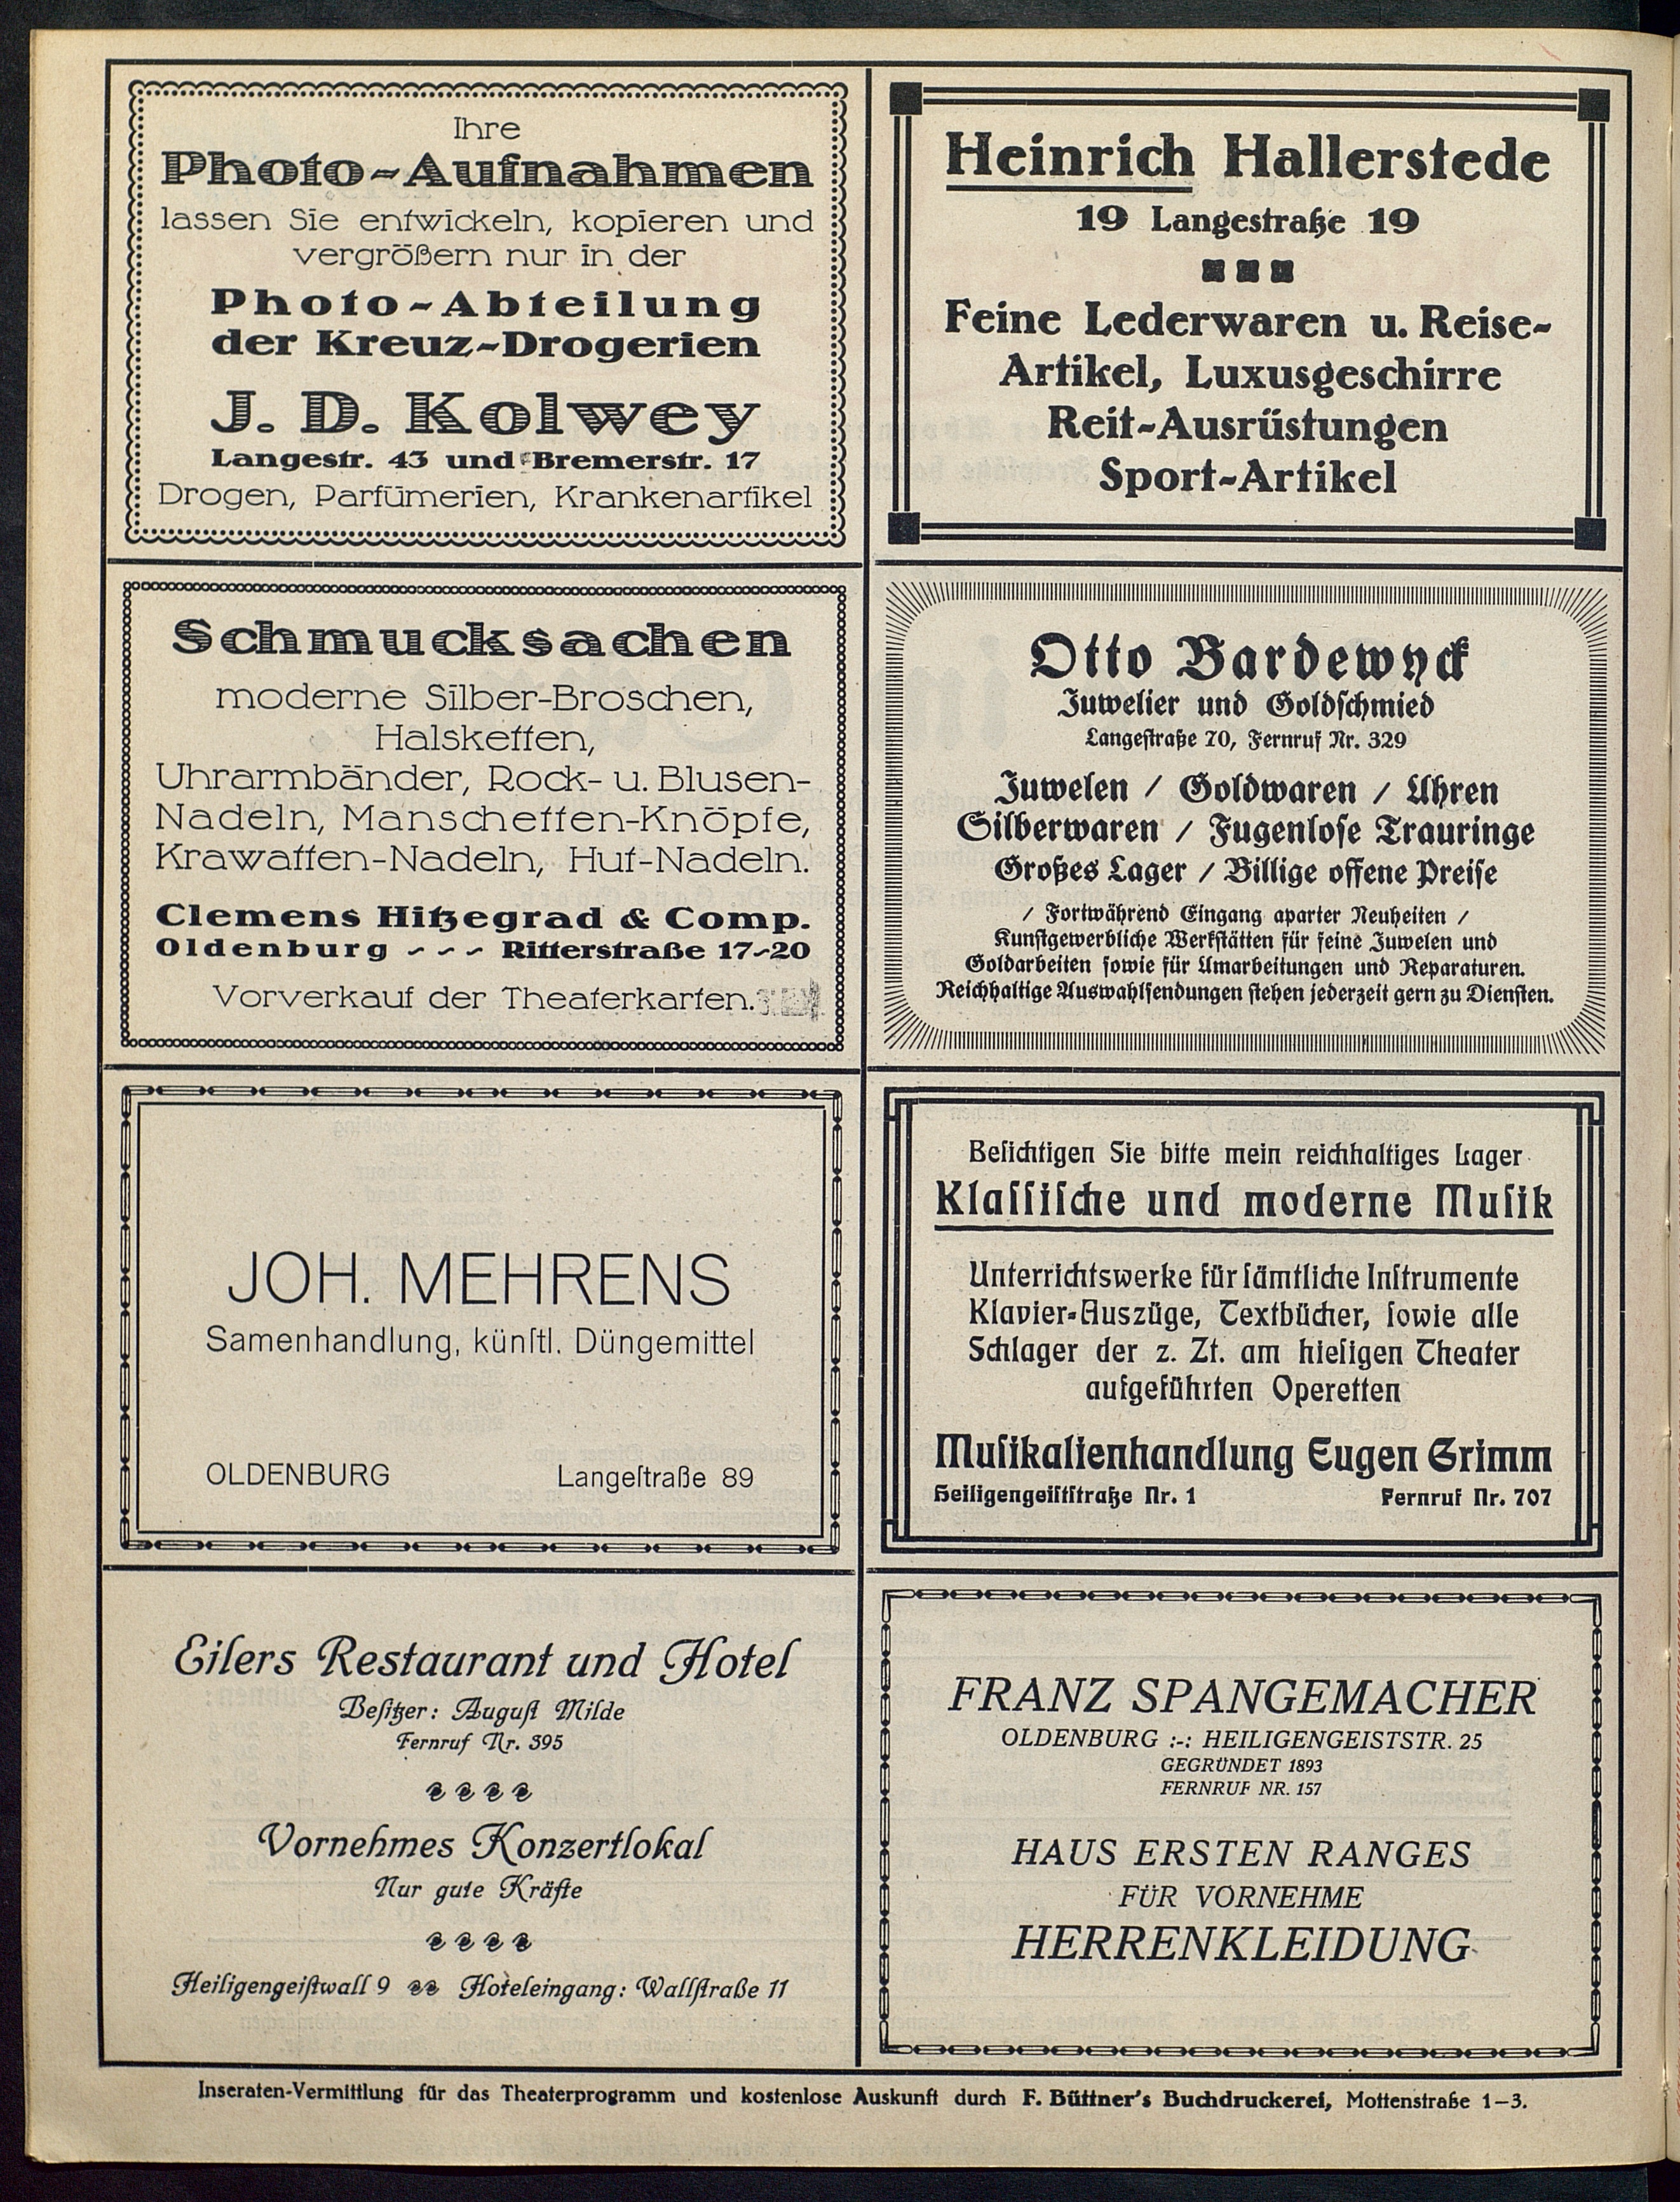 Ihre
Photo-Aufnahmen
lassen Sie entwickeln, kopieren und
vergrößern nur in der
Photo-Abteilung
der Kreuz-Drogerien
J. D. Kolwey
Langestr. 43 und Bremerstr. 17
Drogen, Parfümerien, Krankenartikel
Heinrich Hallerstede
19 Langestraße 19
Feine Lederwaren u. Reise-
Artikel, Luxusgeschirre
Reit-Ausrüstungen
Sport-Artikel
Schmucksachen
moderne Silber-Broschen,
Halsketten,
Uhrarmbänder, Rock- u. Blusen-
Nadeln, Manschetten-Knöpfe,
Krawatten-Nadeln, Hut-Nadeln.
Clemens Hitzegrad & Comp.
Oldenburg - - - Ritterstraße 17-20
Vorverkauf der Theaterkarten.
Otto Bardewyck
Juwelier und Goldſchmied
Langeſtraße 70, Fernruf Nr. 329
Juwelen / Goldwaren / Uhren
Silberwaren / Fugenloſe Trauringe
Großes Lager / Billige offene Preiſe
/ Fortwährend Eingang aparter Neuheiten /
Kunſtgewerbliche Werkſtätten für feine Juwelen und
Goldarbeiten ſowie für Umarbeitungen und Reparaturen.
Reichhaltige Auswahlſendungen ſtehen jederzeit gern zu Dienſten.
JOH. MEHRENS
Samenhandlung, künſtl. Düngemittel
OLDENBURG Langeſtraße 89
Beſichtigen Sie bitte mein reichhaltiges Lager
Klaſſiſche und moderne Muſik
Unterrichtswerke für ſämtliche Inſtrumente
Klavier-Auszüge, Textbücher, ſowie alle
Schlager der z. Zt. am hieſigen Theater
aufgeführten Operetten
Muſikalienhandlung Eugen Grimm
Heiligengeiſtſtraße Nr. 1 Fernruf Nr. 707
Eilers Restaurant und Hotel
Beſitzer: Auguſt Milde
Fernruf Nr. 395
Vornehmes Konzertlokal
Nur gute Kräfte
Heiligengeiſtwall 9 Hoteleingang: Wallſtraße 11
FRANZ SPANGEMACHER
OLDENBURG :-: HEILIGENGEISTSTR. 25
GEGRÜNDET 1893
FERNRUF NR. 157
HAUS ERSTEN RANGES
FÜR VORNEHME
HERRENKLEIDUNG
Inseraten-Vermittlung für das Theaterprogramm und kostenlose Auskunft durch F. Büttner's Buchdruckerei, Mottenstraße 1-3.